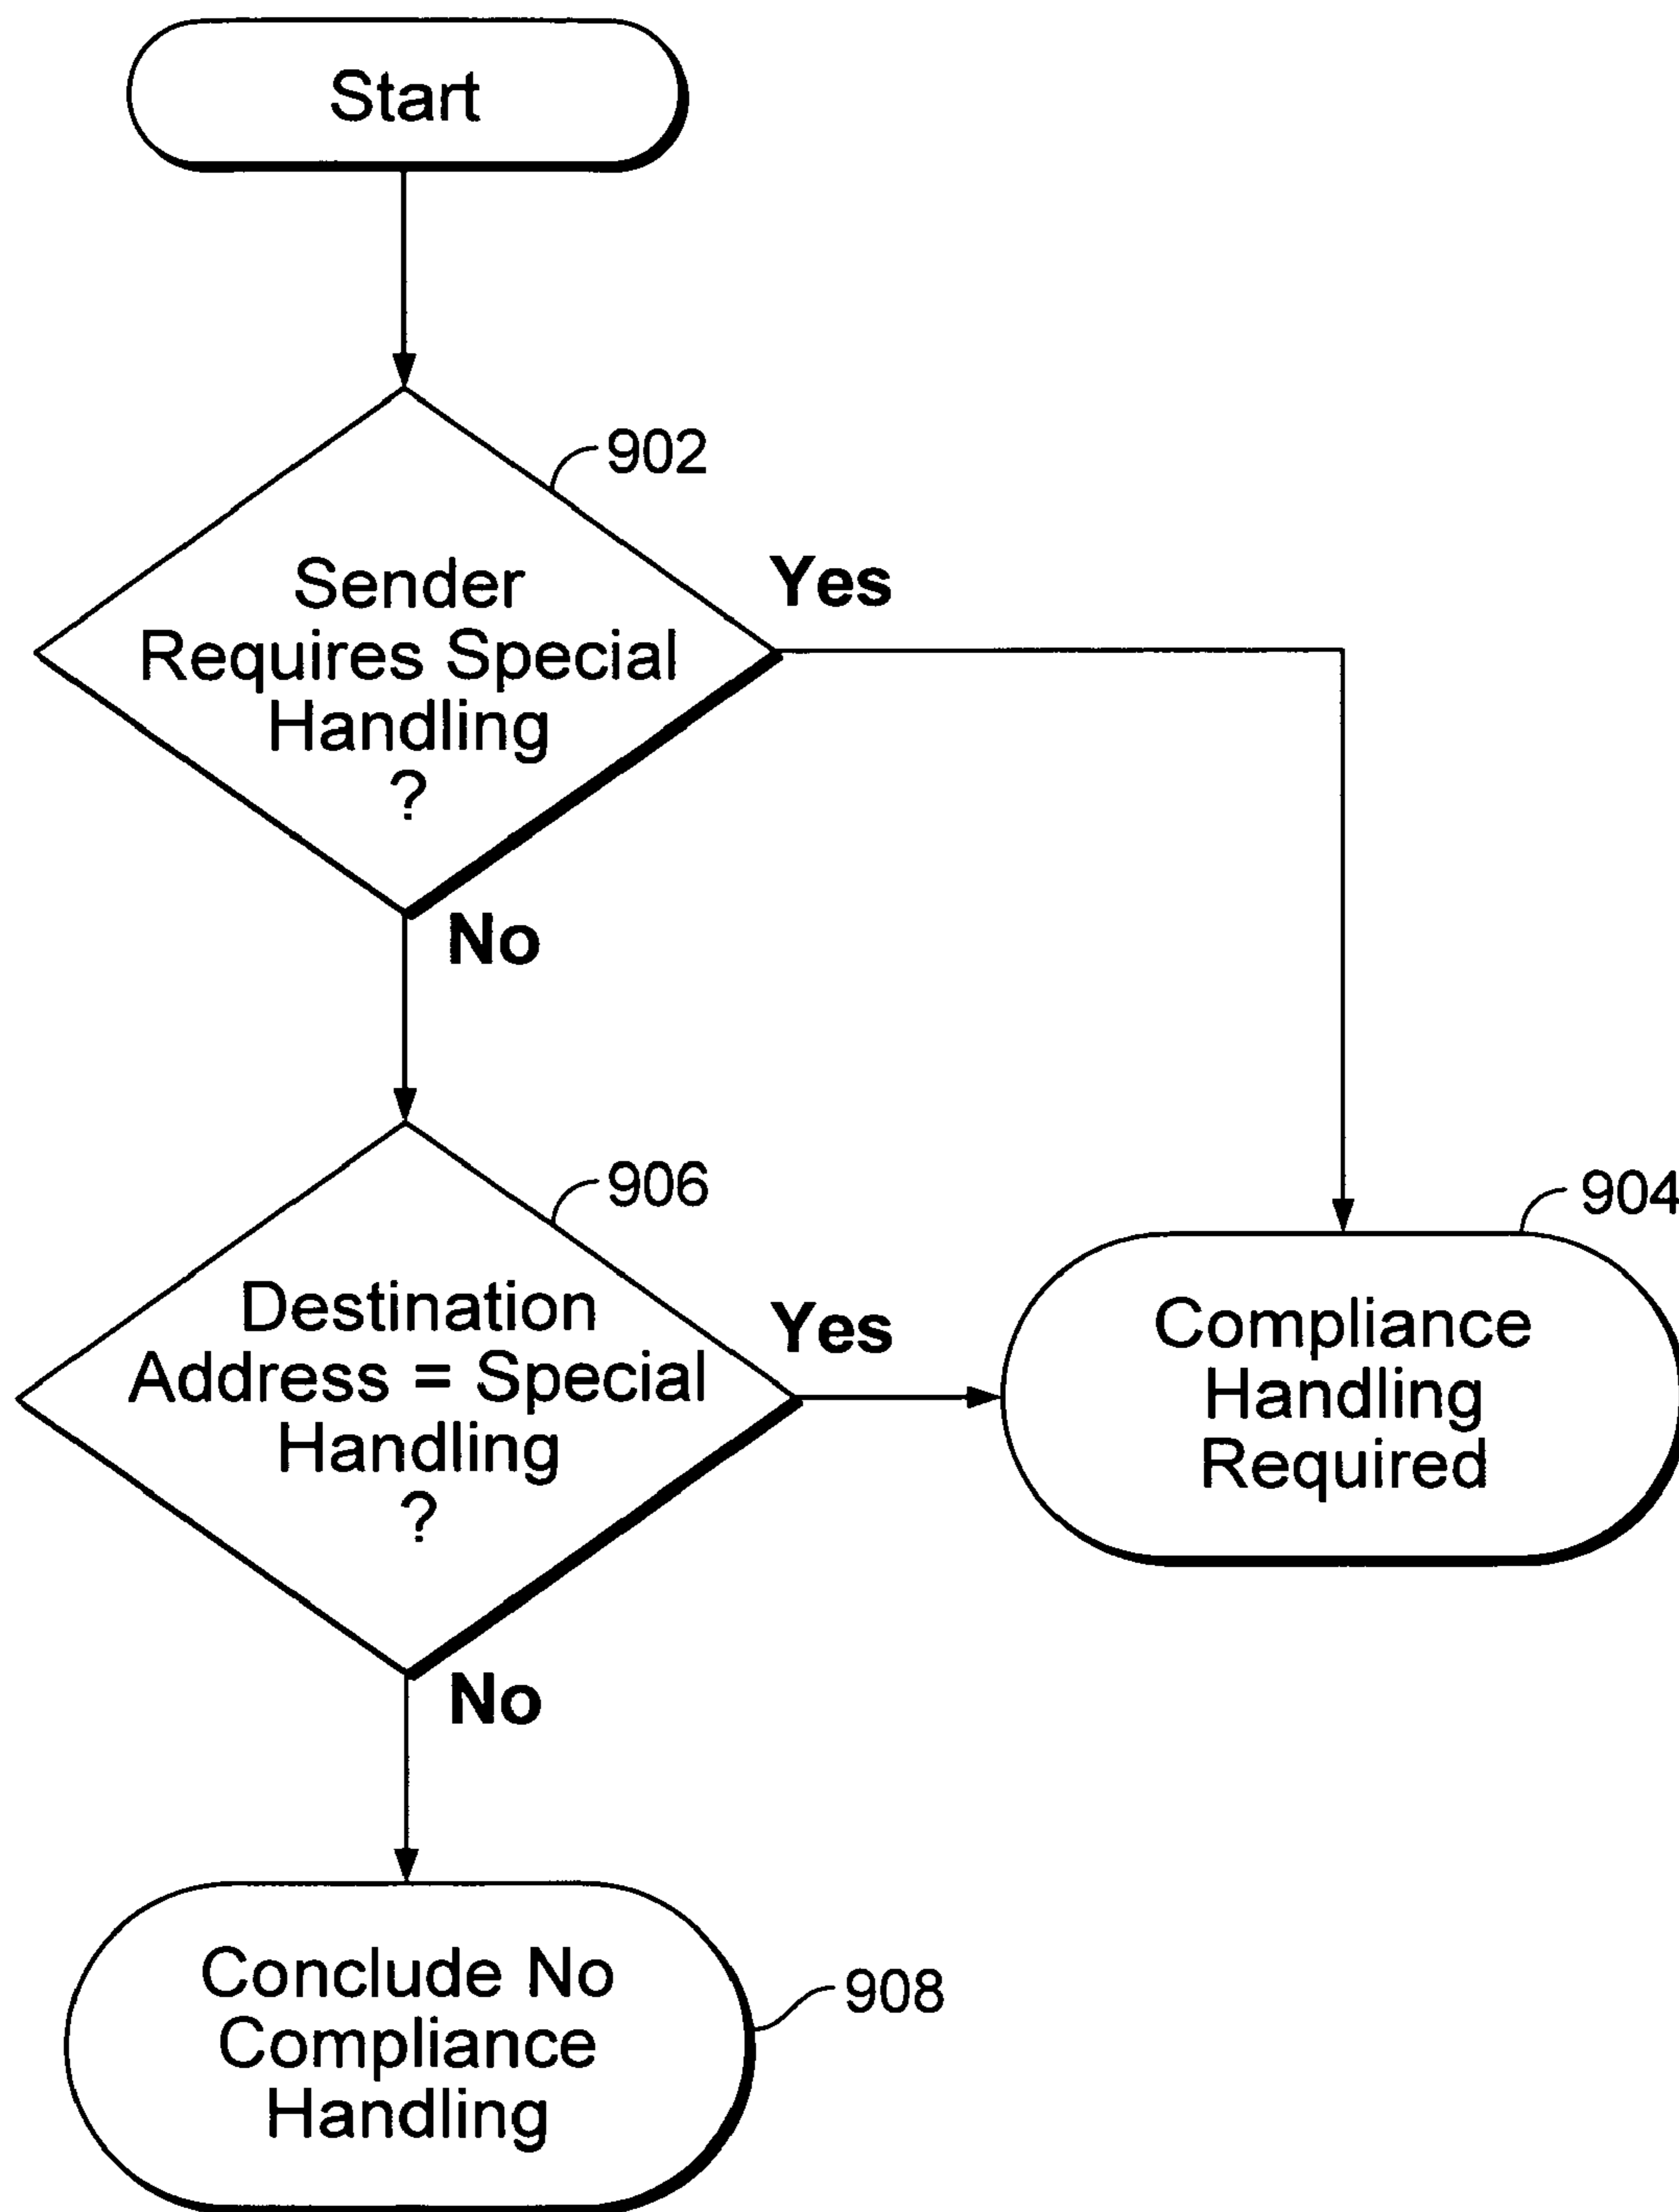 Start
902
Sender
Requires Special
Handling
?
Yes
No
906
Destination
Address = Special
Handling
?
Yes
904
Compliance
Handling
Required
No
Conclude No
Compliance
Handling
908